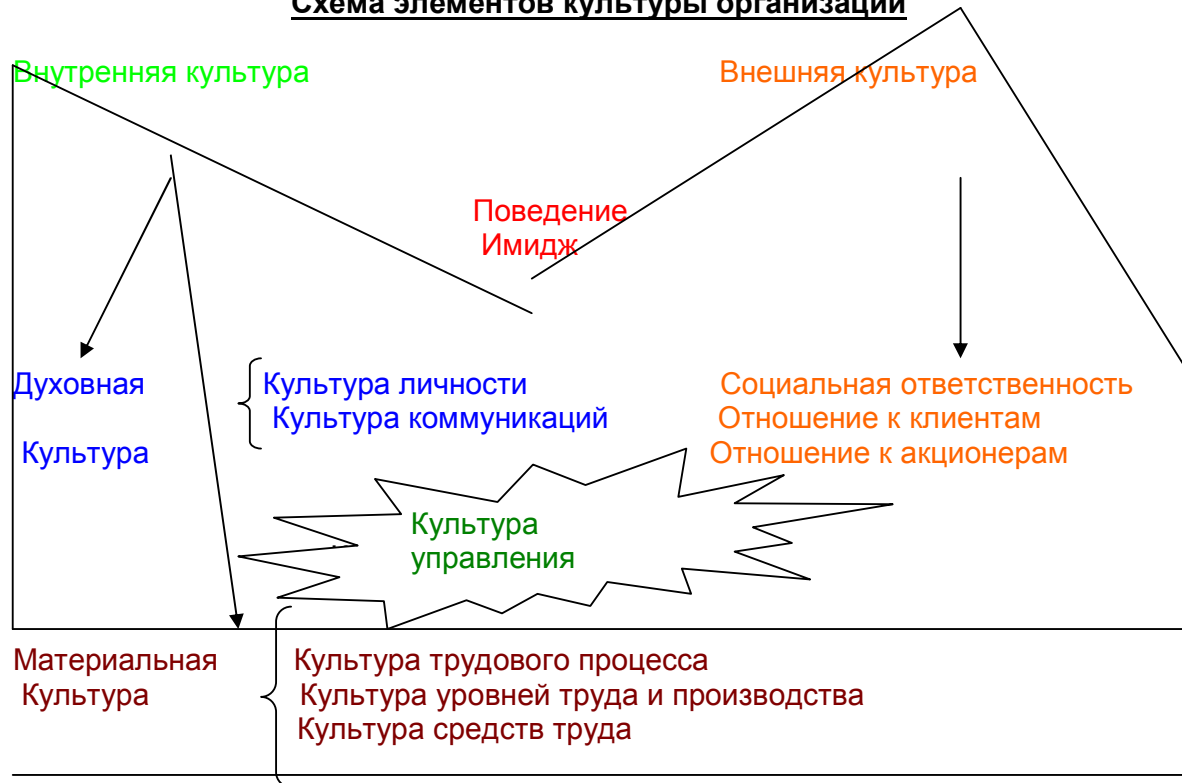 Схема элементов культуры организации
Внутренняя культура
Внешняя культура
Поведение
Имидж
Духовная
Культура
Культура личности
Культура коммуникаций
Социальная ответственность
Отношение к клиентам
Отношение к акционерам
Культура
управления
Материальная
Культура
Культура трудового процесса
Культура уровней труда и производства
Культура средств труда